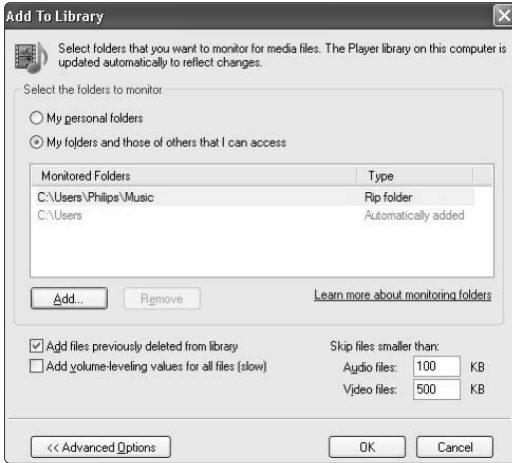 Add To Library
Select folders that you want to monitor for media files. The Player library on this computer is
updated automatically to reflect changes.
Select the folders to monitor
My personal folders
My folders and those of others that I can access
Monitored Folders Type
C:\Users\Philips\Music Rip folder
C:\Users Automatically added
Add... Remove Learn more about monitoring folders
Add files previously deleted from library Skip files smaller than:
Add volume-leveling values for all files (slow) Audio files: 100 KB
Video files: 500 KB
<< Advanced Options OK Cancel